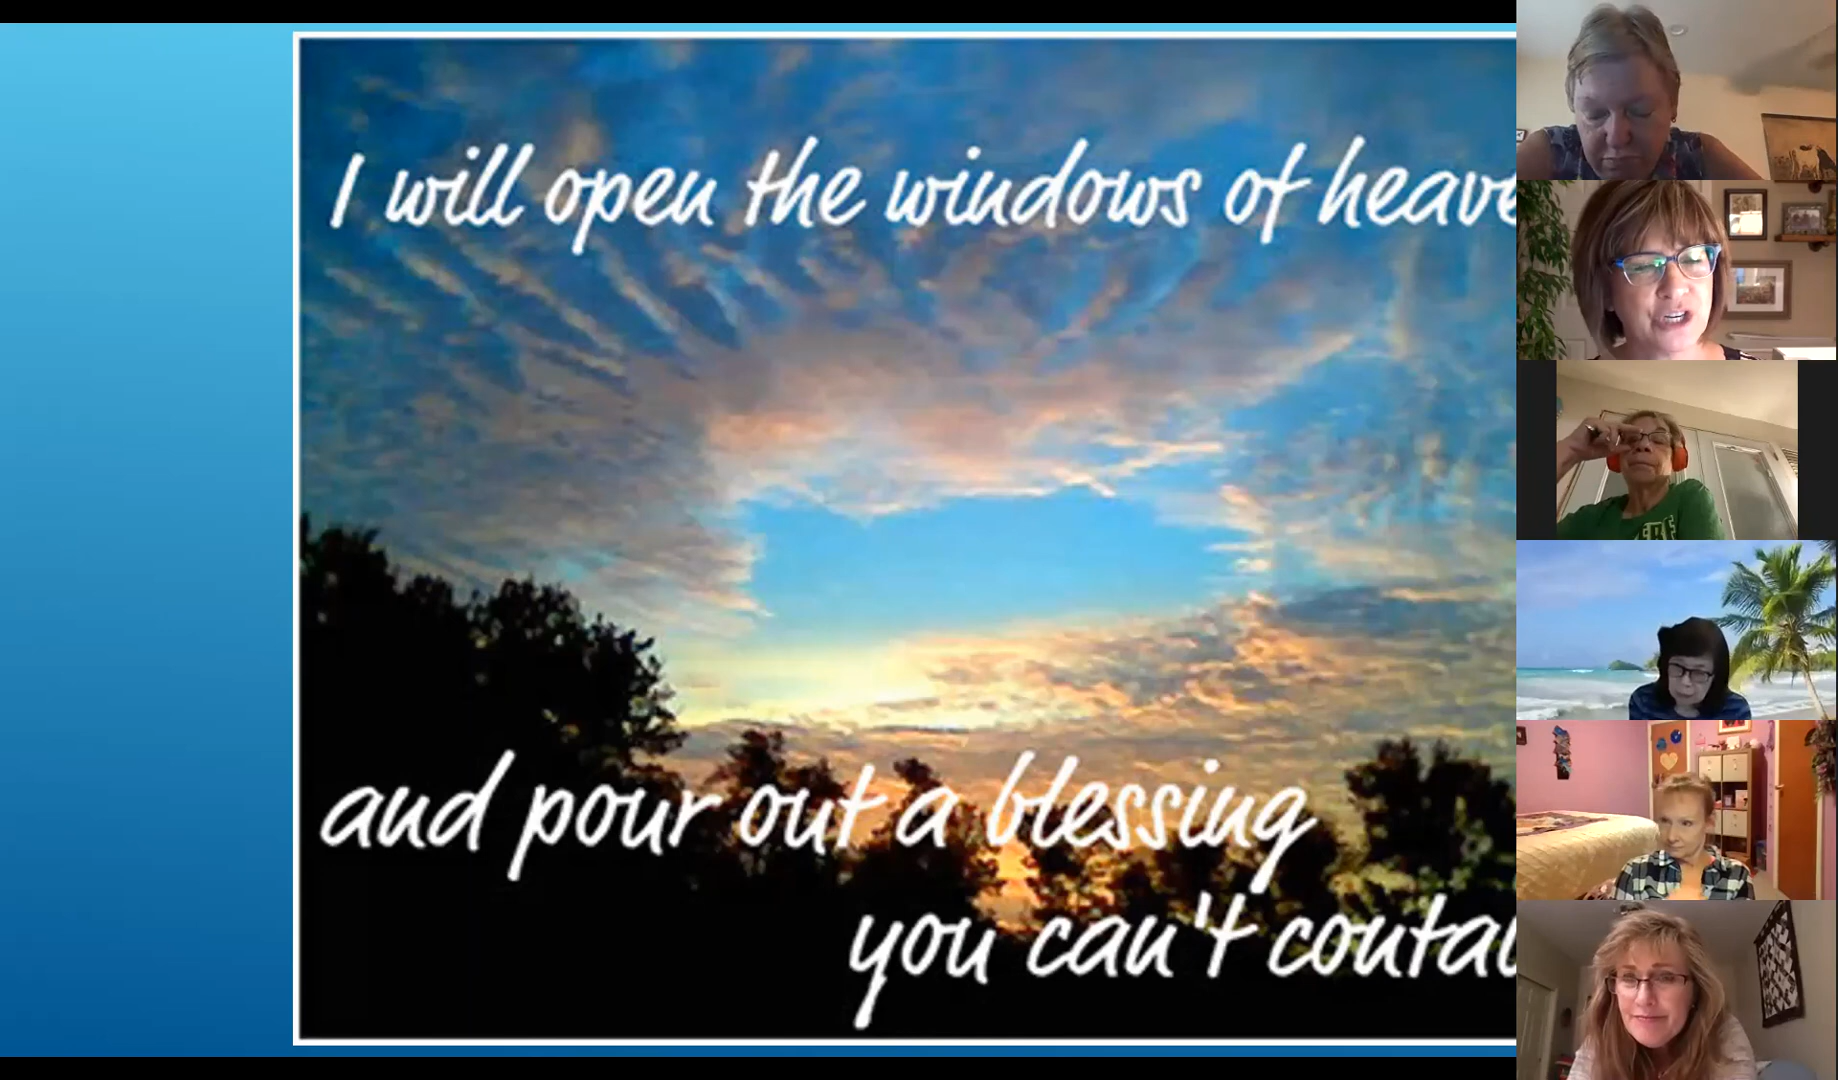 I will open the windows of heave
and pour out a blessing
you can't contai